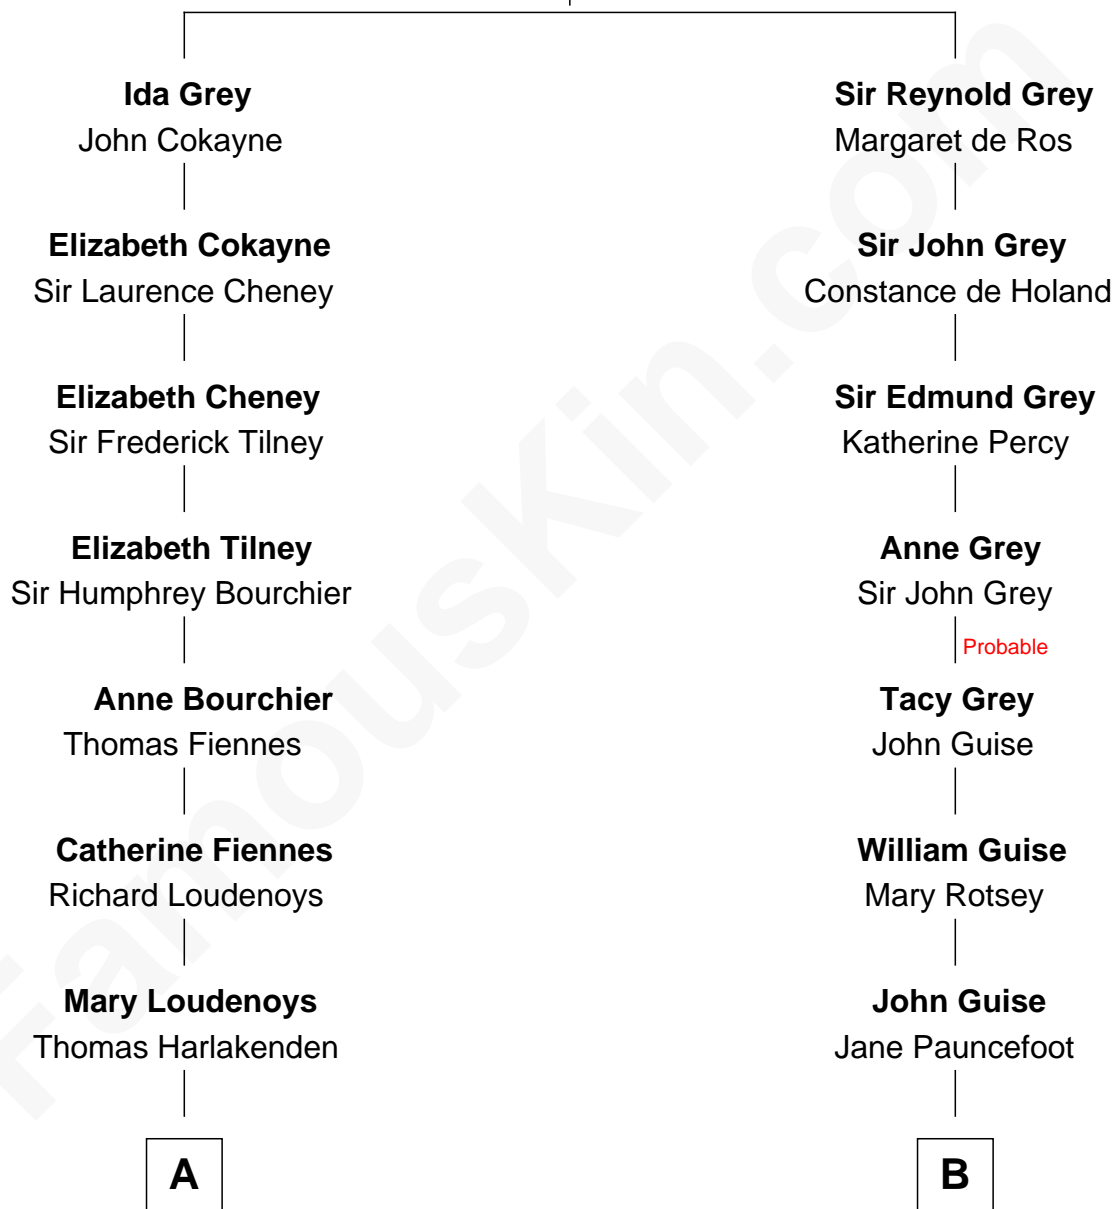 Ida Grey
John Cokayne
Sir Reynold Grey
Margaret de Ros
Elizabeth Cokayne
Sir Laurence Cheney
Sir John Grey
Constance de Holand
Elizabeth Cheney
Sir Frederick Tilney
Sir Edmund Grey
Katherine Percy
Elizabeth Tilney
Sir Humphrey Bourchier
Anne Grey
Sir John Grey
Probable
Anne Bourchier
Thomas Fiennes
Tacy Grey
John Guise
Catherine Fiennes
Richard Loudenoys
William Guise
Mary Rotsey
Mary Loudenoys
Thomas Harlakenden
John Guise
Jane Pauncefoot
A
B
FamousKin.com